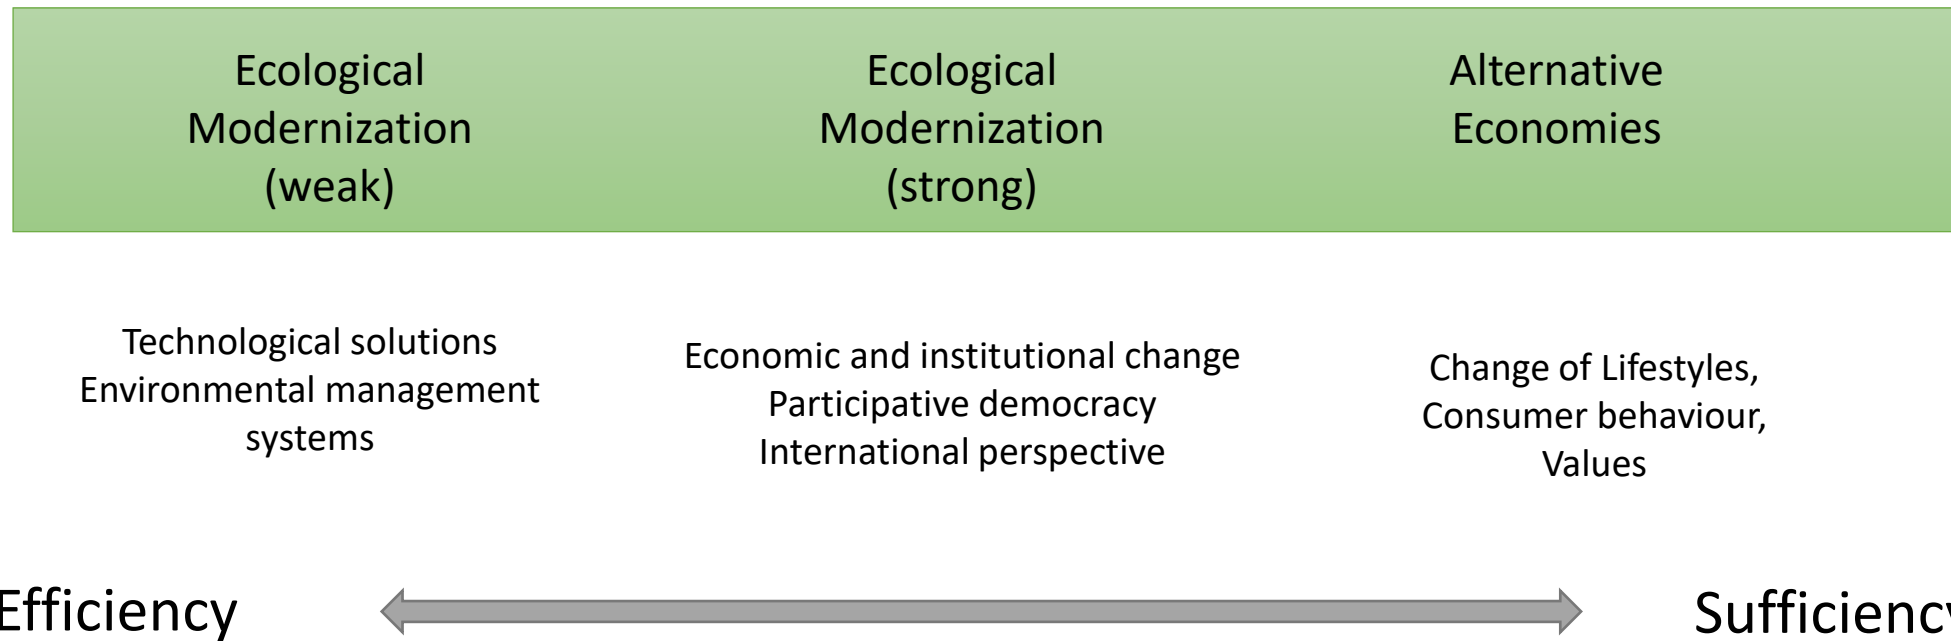 Ecological
Modernization
(weak)
Ecological
Modernization
(strong)
Alternative
Economies
Technological solutions
Environmental management
systems
Economic and institutional change
Participative democracy
International perspective
Change of Lifestyles,
Consumer behaviour,
Values
Efficiency
Sufficiency